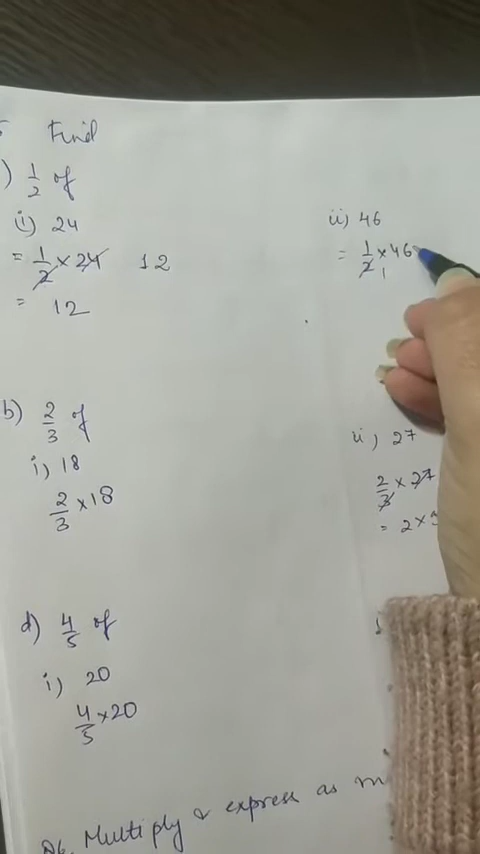 Find
) 1/2 of
(i) 24
= 1/2 × 24 12
= 12
ii) 46
= 1/2 × 46
1
b) 2/3 of
i) 18
2/3 × 18
ii) 27
2/3 × 27
= 2 ×
d) 4/5 of
i) 20
4/5 × 20
Q6. Multiply & express as m